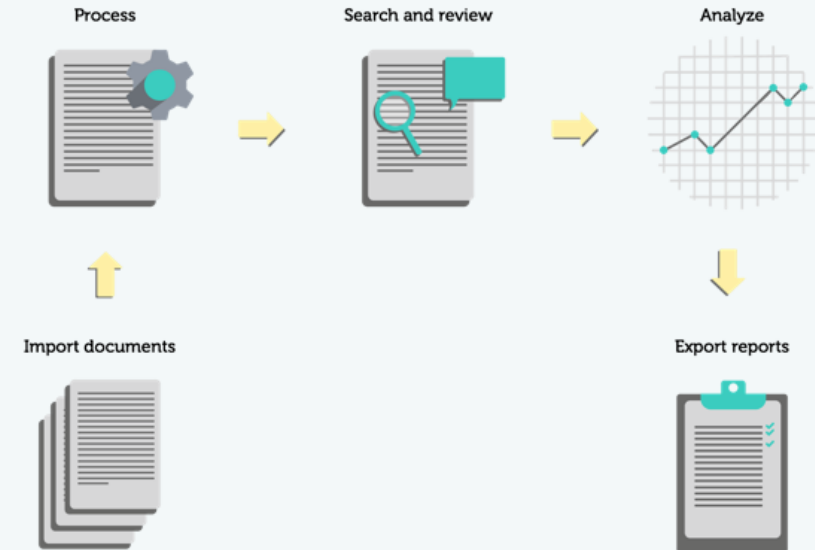 Process
Search and review
Analyze
Import documents
Export reports